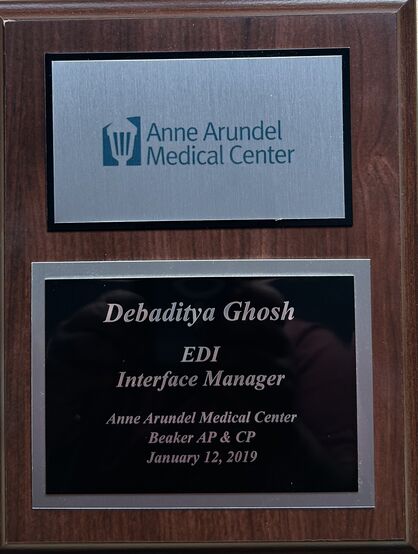 Anne Arundel
Medical Center
Debaditya Ghosh
EDI
Interface Manager
Anne Arundel Medical Center
Beaker AP & CP
January 12, 2019